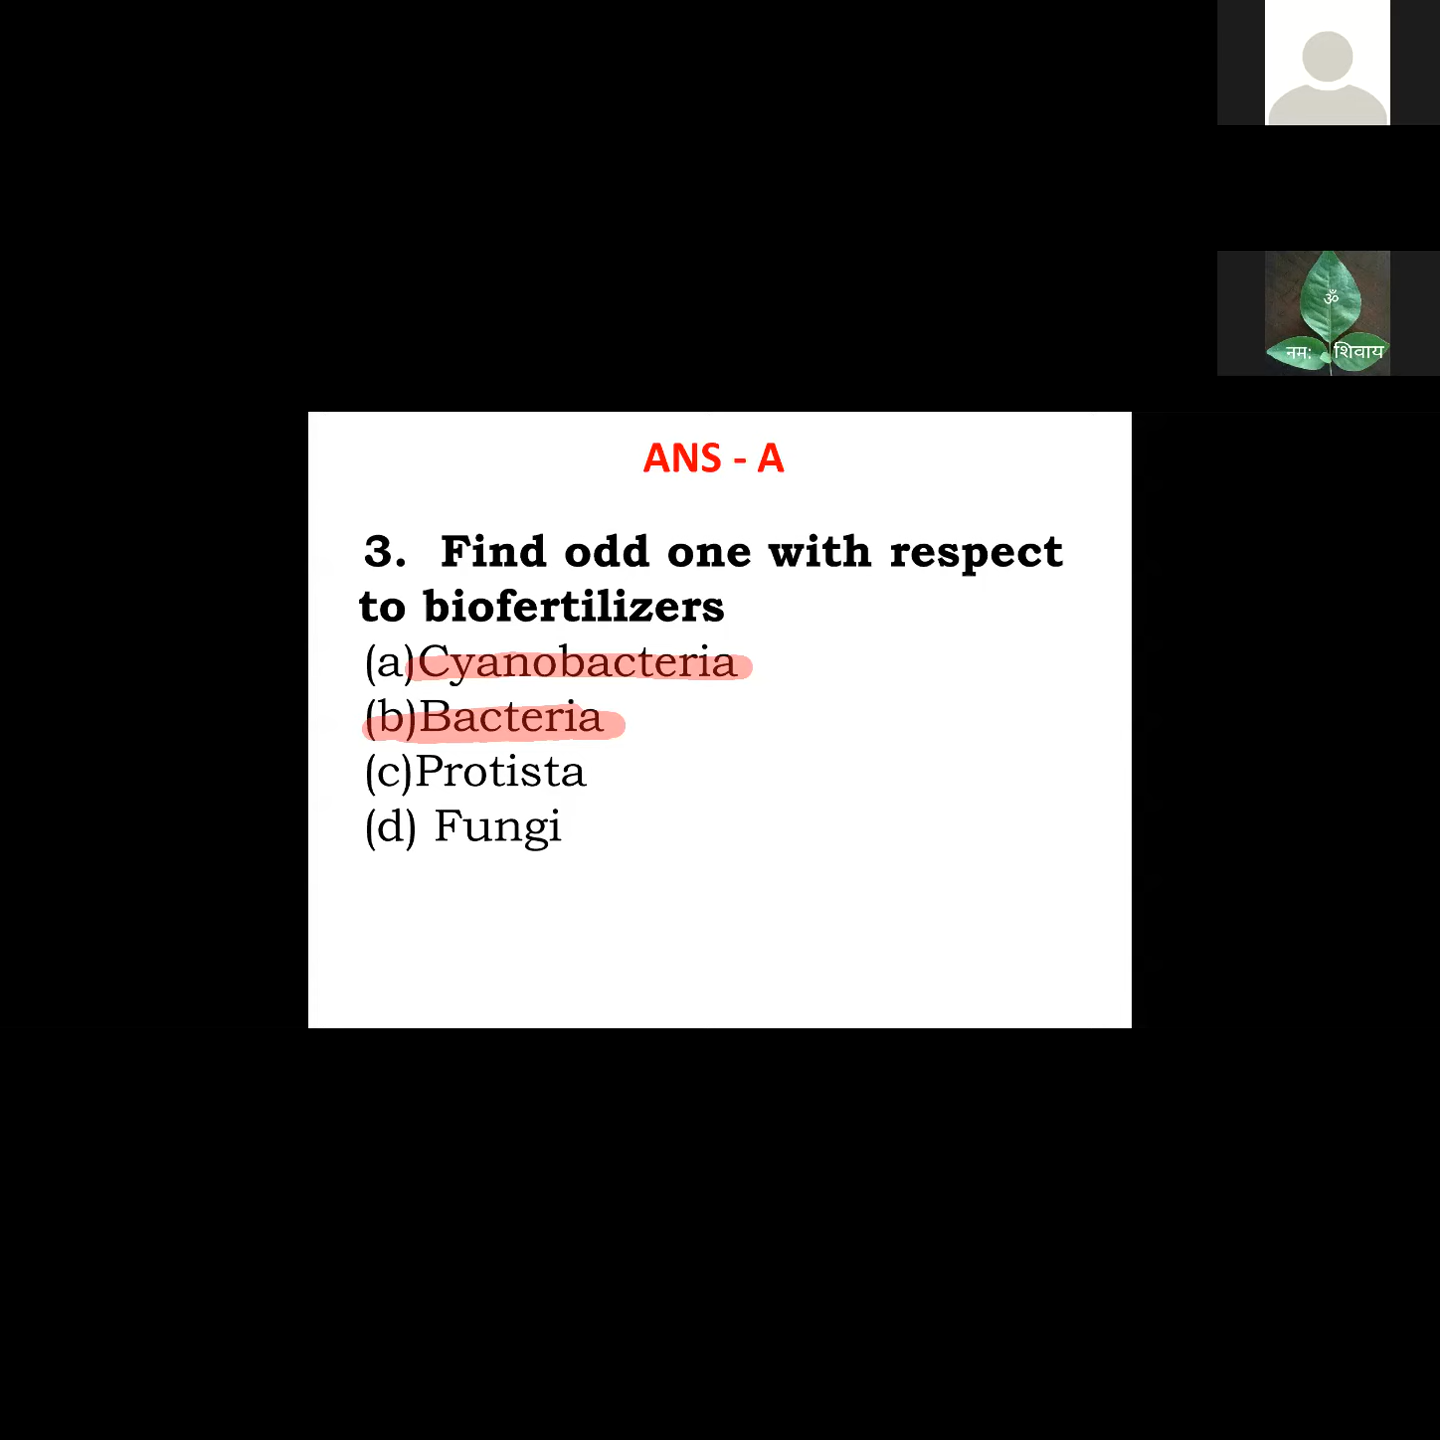 ॐ
नम: शिवाय
ANS - A
3. Find odd one with respect
to biofertilizers
(a)Cyanobacteria
(b)Bacteria
(c)Protista
(d) Fungi